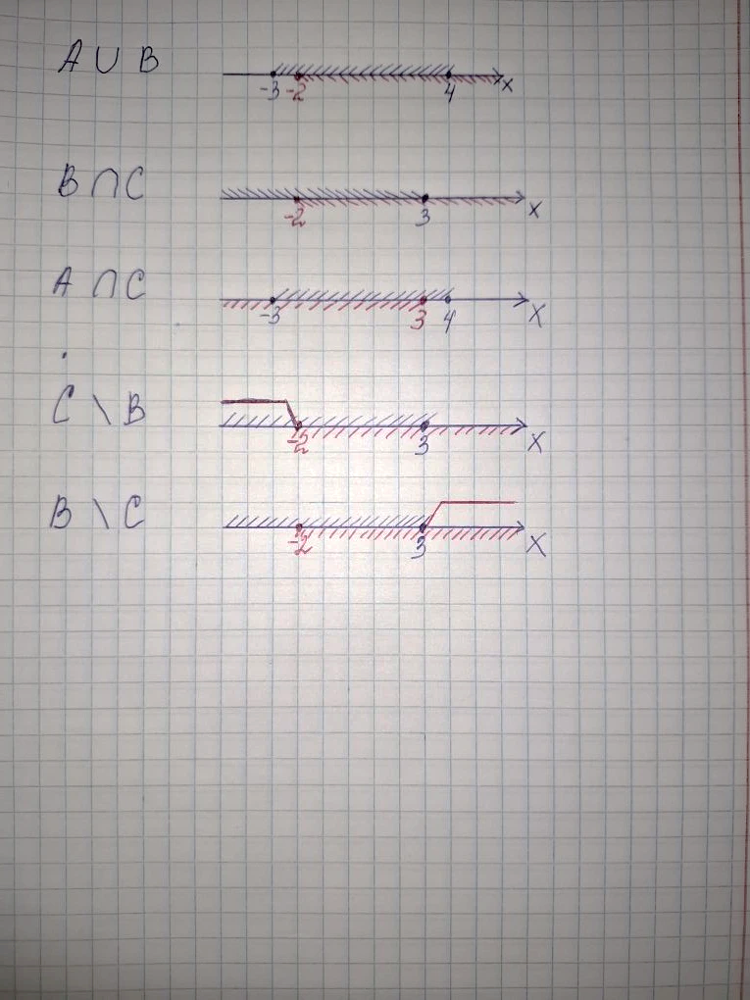 A ∪ B
-3 -2 4 x
B ∩ C
-2 3 x
A ∩ C
-3 3 4 X
C \ B
-2 3 X
B \ C
-2 3 X